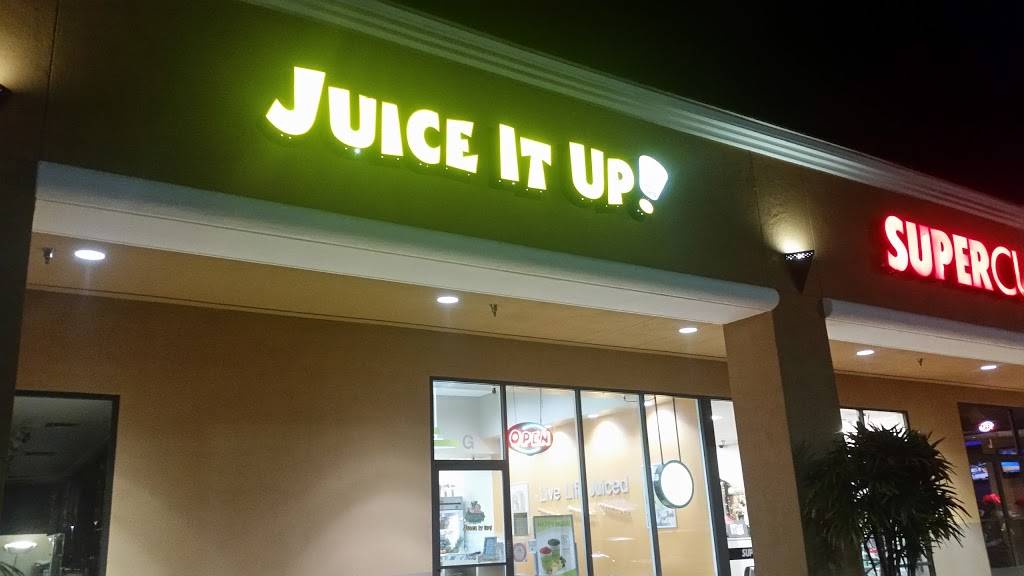 JUICE IT UP!
SUPERCU
OPEN
G
Live Life Juiced